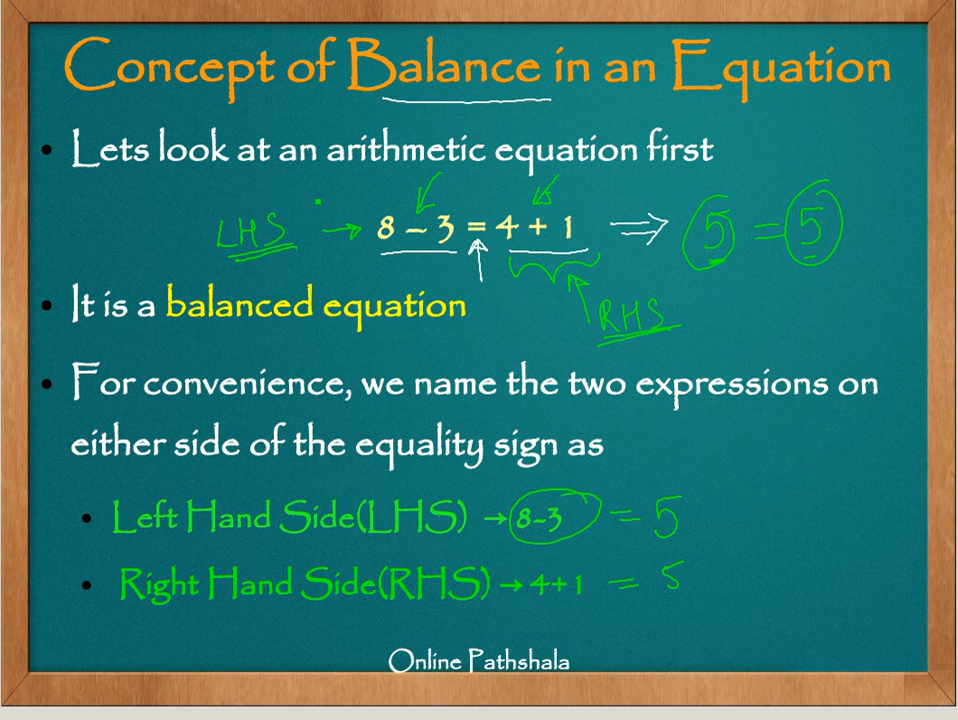 Concept of Balance in an Equation
• Lets look at an arithmetic equation first
LHS → 8 – 3 = 4 + 1 ⇒ 5 = 5
• It is a balanced equation
RHS
• For convenience, we name the two expressions on
either side of the equality sign as
• Left Hand Side(LHS) → 8-3 = 5
• Right Hand Side(RHS) → 4+1 = 5
Online Pathshala